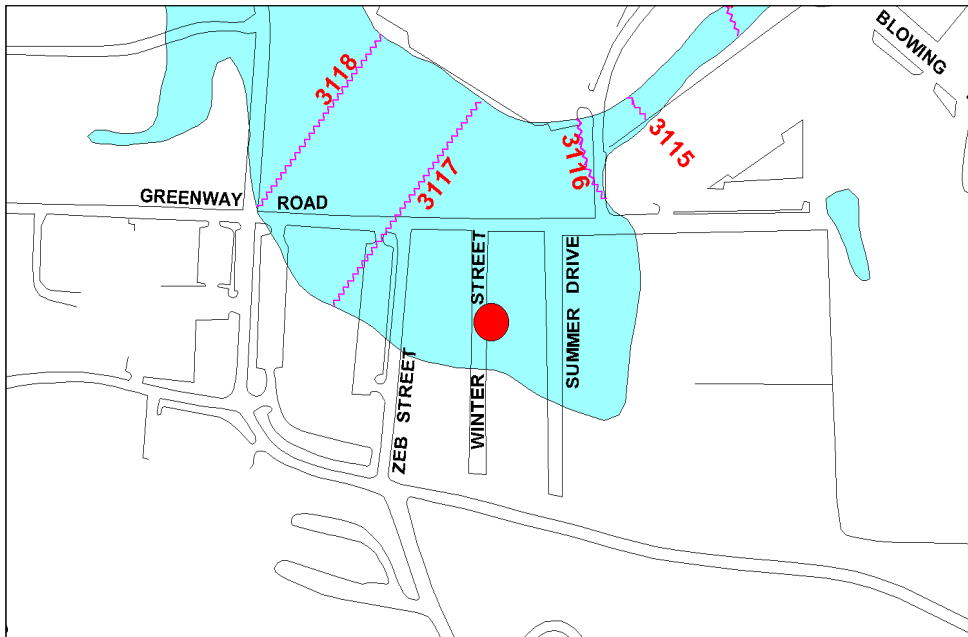 BLOWING
3118
3115
3116
3117
GREENWAY ROAD
ZEB STREET
WINTER STREET
SUMMER DRIVE